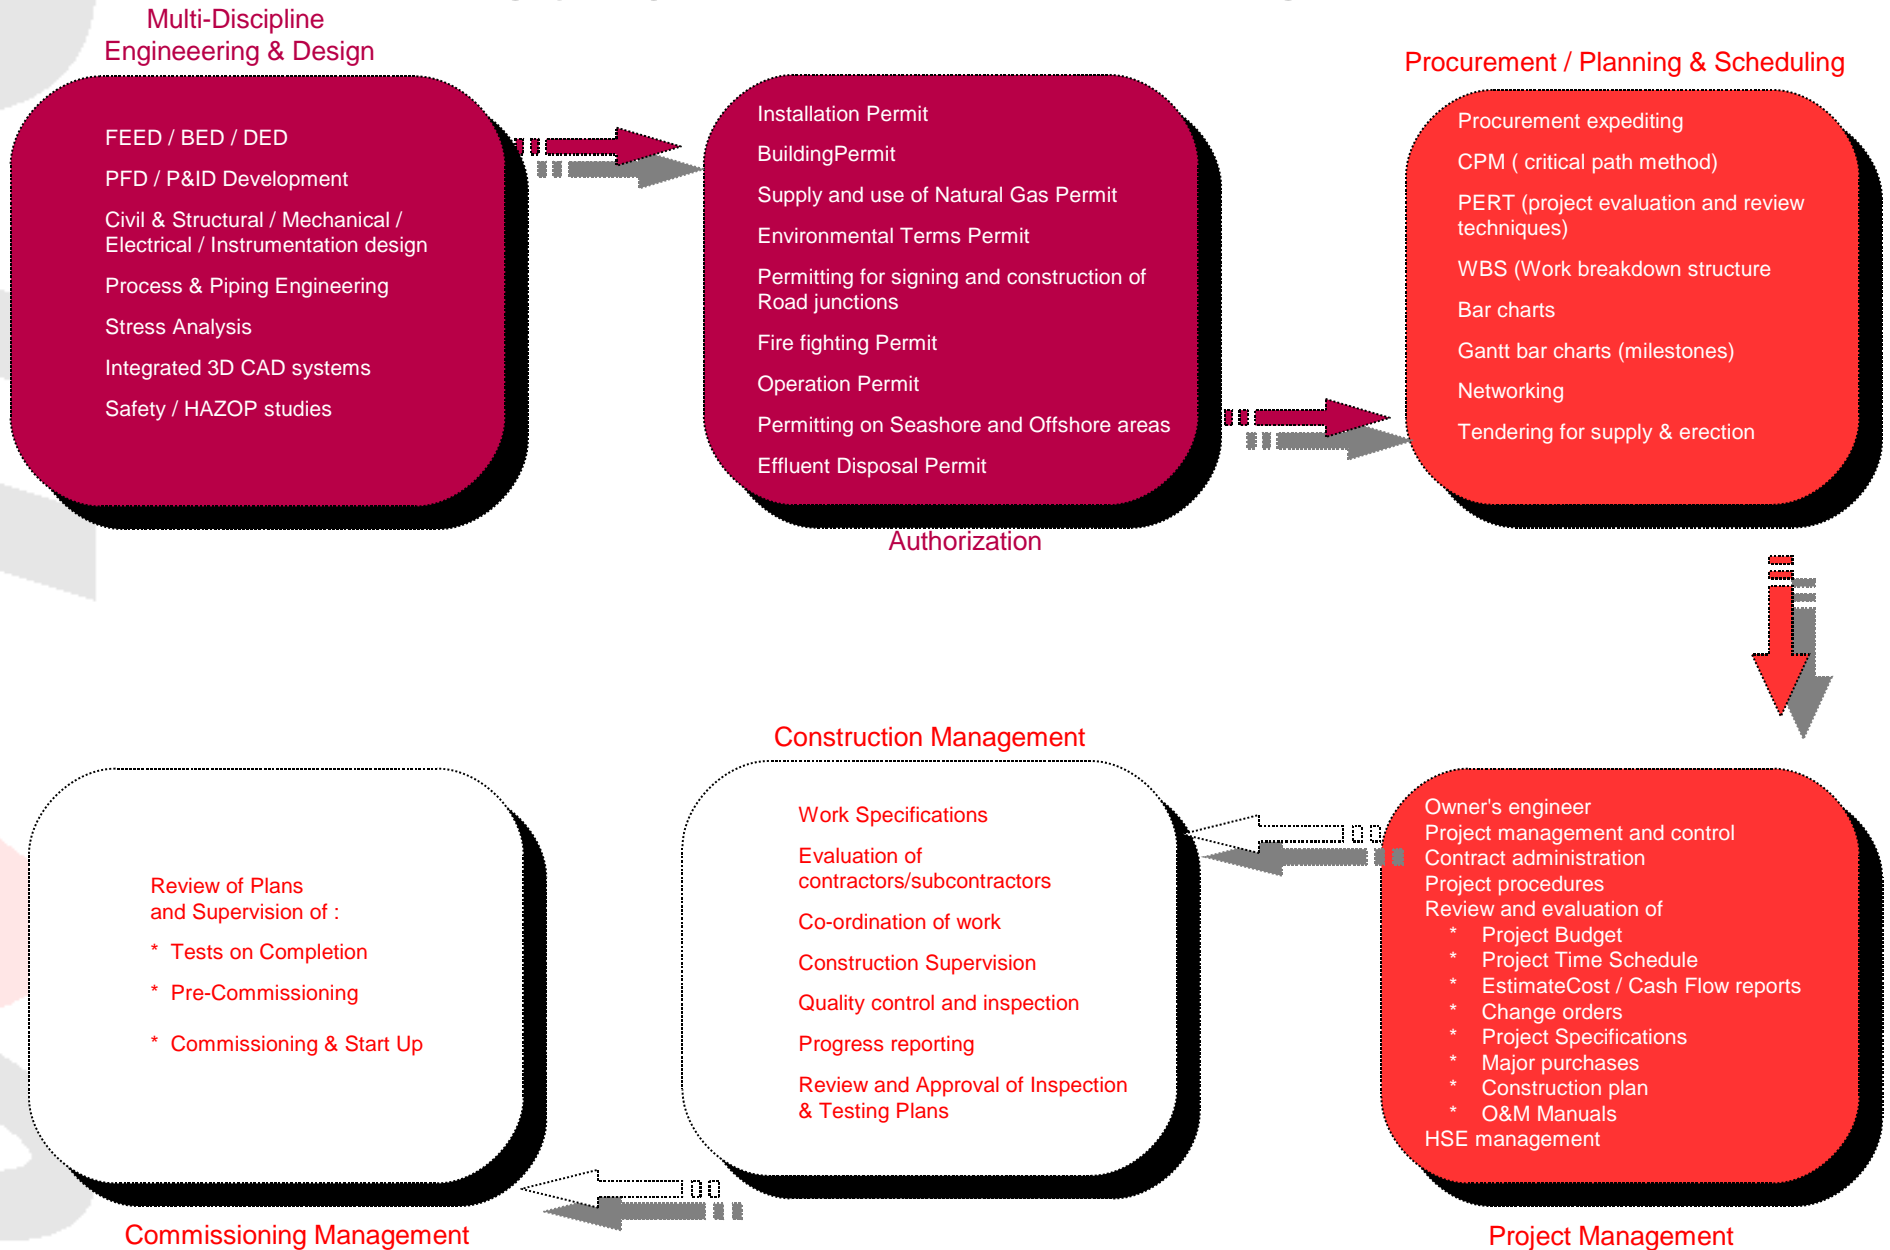 Multi-Discipline
Engineeering & Design
FEED / BED / DED
PFD / P&ID Development
Civil & Structural / Mechanical /
Electrical / Instrumentation design
Process & Piping Engineering
Stress Analysis
Integrated 3D CAD systems
Safety / HAZOP studies
Installation Permit
BuildingPermit
Supply and use of Natural Gas Permit
Environmental Terms Permit
Permitting for signing and construction of
Road junctions
Fire fighting Permit
Operation Permit
Permitting on Seashore and Offshore areas
Effluent Disposal Permit
Authorization
Procurement / Planning & Scheduling
Procurement expediting
CPM ( critical path method)
PERT (project evaluation and review
techniques)
WBS (Work breakdown structure
Bar charts
Gantt bar charts (milestones)
Networking
Tendering for supply & erection
Owner's engineer
Project management and control
Contract administration
Project procedures
Review and evaluation of
* Project Budget
* Project Time Schedule
* EstimateCost / Cash Flow reports
* Change orders
* Project Specifications
* Major purchases
* Construction plan
* O&M Manuals
HSE management
Project Management
Construction Management
Work Specifications
Evaluation of
contractors/subcontractors
Co-ordination of work
Construction Supervision
Quality control and inspection
Progress reporting
Review and Approval of Inspection
& Testing Plans
Review of Plans
and Supervision of :
* Tests on Completion
* Pre-Commissioning
* Commissioning & Start Up
Commissioning Management